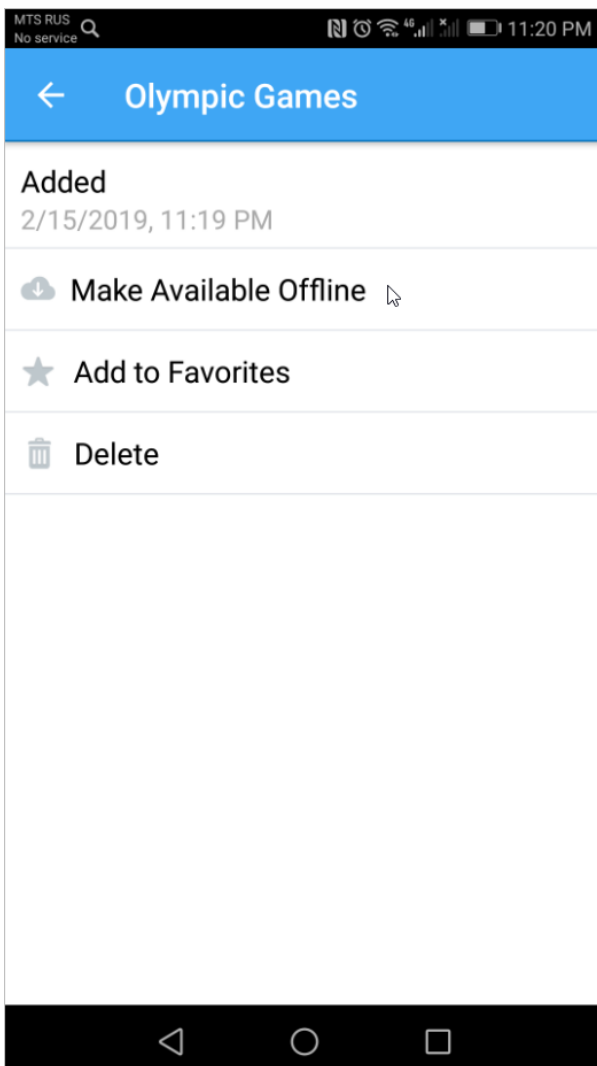 MTS RUS
No service
4G
11:20 PM
Olympic Games
Added
2/15/2019, 11:19 PM
Make Available Offline
Add to Favorites
Delete